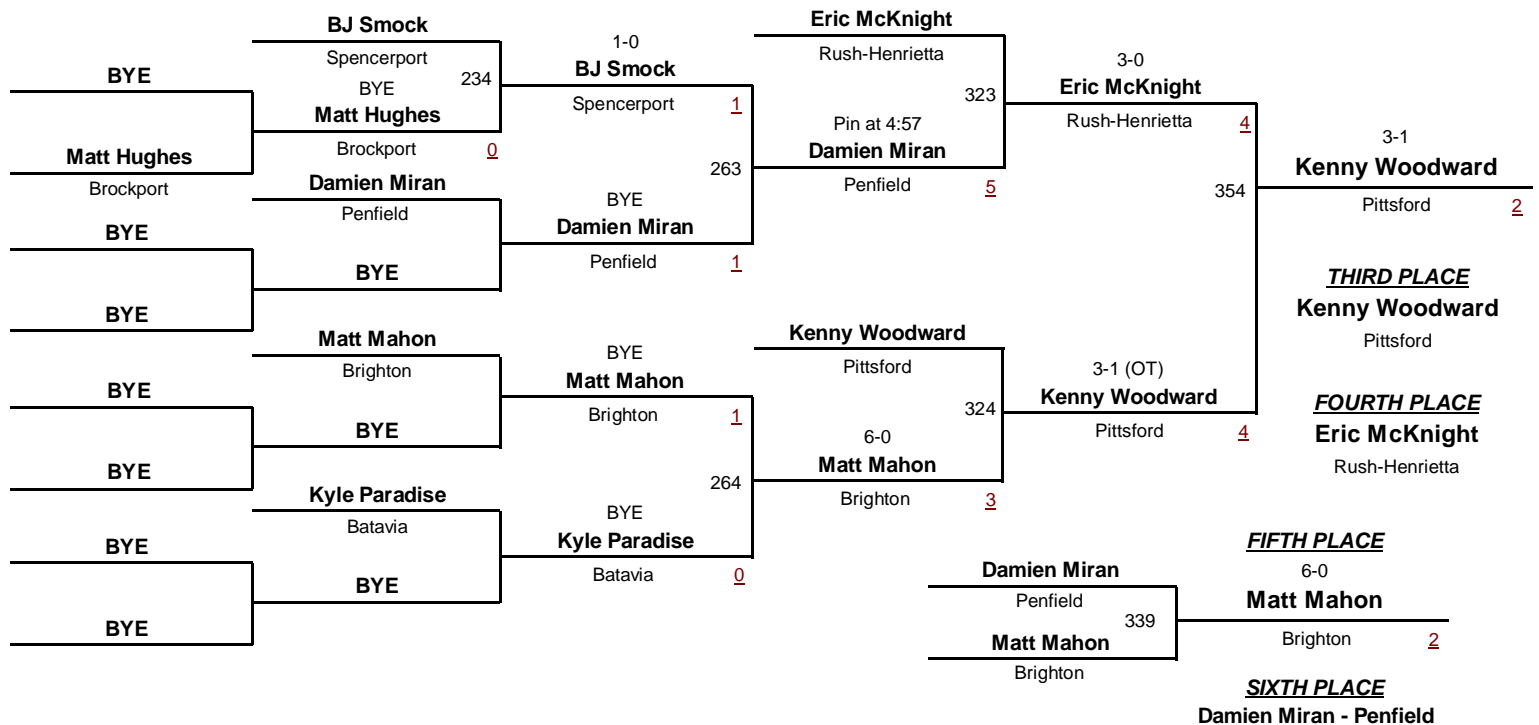 BYE
Matt Hughes
Brockport
BYE
BYE
BYE
BYE
BYE
BYE
BJ Smock
Spencerport
BYE
234
Matt Hughes
Brockport 0
Damien Miran
Penfield
BYE
Matt Mahon
Brighton
BYE
Kyle Paradise
Batavia
BYE
1-0
BJ Smock
Spencerport 1
263
BYE
Damien Miran
Penfield 1
BYE
Matt Mahon
Brighton 1
264
BYE
Kyle Paradise
Batavia 0
Eric McKnight
Rush-Henrietta
323
Pin at 4:57
Damien Miran
Penfield 5
Kenny Woodward
Pittsford
324
6-0
Matt Mahon
Brighton 3
3-0
Eric McKnight
Rush-Henrietta 4
354
3-1 (OT)
Kenny Woodward
Pittsford 4
3-1
Kenny Woodward
Pittsford 2
THIRD PLACE
Kenny Woodward
Pittsford
FOURTH PLACE
Eric McKnight
Rush-Henrietta
Damien Miran
Penfield
339
Matt Mahon
Brighton
FIFTH PLACE
6-0
Matt Mahon
Brighton 2
SIXTH PLACE
Damien Miran - Penfield